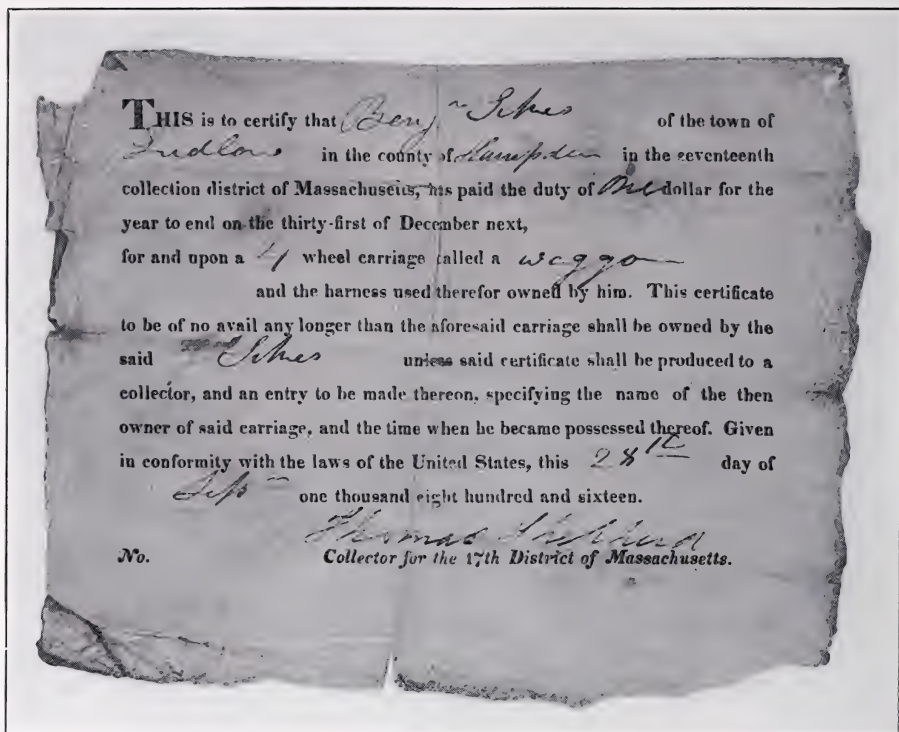 THIS is to certify that Benjn Sikes of the town of
Ludlow in the county of Hampden in the seventeenth
collection district of Massachusetts, has paid the duty of One dollar for the
year to end on the thirty-first of December next,
for and upon a 4 wheel carriage called a waggon
and the harness used therefor owned by him. This certificate
to be of no avail any longer than the aforesaid carriage shall be owned by the
said Sikes unless said certificate shall be produced to a
collector, and an entry to be made thereon, specifying the name of the then
owner of said carriage, and the time when he became possessed thereof. Given
in conformity with the laws of the United States, this 28th day of
one thousand eight hundred and sixteen.
Thomas Shepherd
No. Collector for the 17th District of Massachusetts.